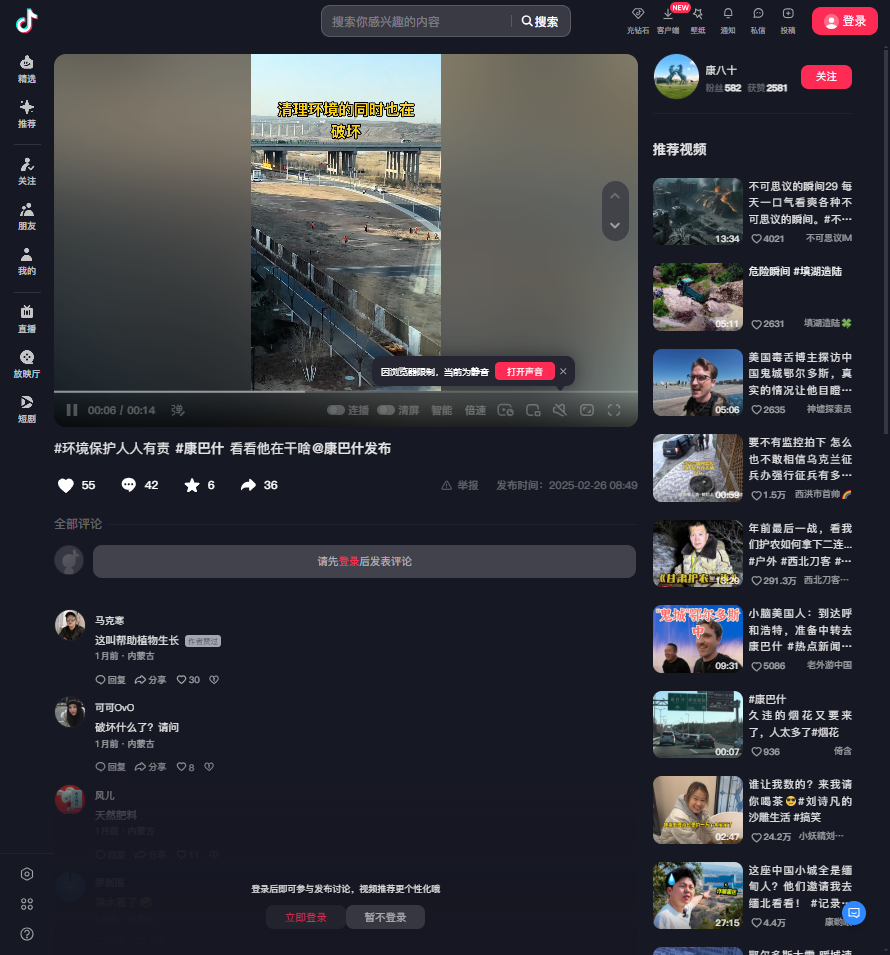 搜索你感兴趣的内容
搜索
充钻石
客户端
NEW
壁纸
通知
私信
投稿
登录
精选
推荐
关注
朋友
我的
直播
放映厅
短剧
清理环境的同时也在
破坏
因浏览器限制，当前为静音
打开声音
00:06 / 00:14
连播
清屏
智能
倍速
#环境保护人人有责 #康巴什 看看他在干啥@康巴什发布
55
42
6
36
举报
发布时间：2025-02-26 08:49
全部评论
请先登录后发表评论
马克寒
这叫帮助植物生长 作者赞过
1月前 · 内蒙古
回复
分享
30
可可OvO
破坏什么了？请问
1月前 · 内蒙古
回复
分享
8
风儿
天然肥料
1月前 · 内蒙古
回复
分享
登录后即可参与发布讨论，视频推荐更个性化哦
立即登录
暂不登录
康八十
粉丝582 获赞2581
关注
推荐视频
13:34
不可思议的瞬间29 每
天一口气看爽各种不
可思议的瞬间。#不…
4021
不可思议IM
05:11
危险瞬间 #填湖造陆
2631
填湖造陆🍀
05:06
美国毒舌博主探访中
国鬼城鄂尔多斯，真
实的情况让他目瞪…
2635
神墟探索员
00:59
要不有监控拍下 怎么
也不敢相信乌克兰征
兵办强行征兵有多…
1.5万
西洪市首帅🌈
年前最后一战，看我
们护农如何拿下二连...
#户外 #西北刀客 #…
291.3万
西北刀客…
"鬼城"鄂尔多斯
中
09:31
小脑美国人：到达呼
和浩特，准备中转去
康巴什 #热点新闻…
5086
老外游中国
00:07
#康巴什
久违的烟花又要来
了，人太多了#烟花
936
倚含
02:47
谁让我数的？来我请
你喝茶😎#刘诗凡的
沙雕生活 #搞笑
24.2万
小妖精刘…
27:15
这座中国小城全是缅
甸人？他们邀请我去
缅北看看！ #记录…
4.4万